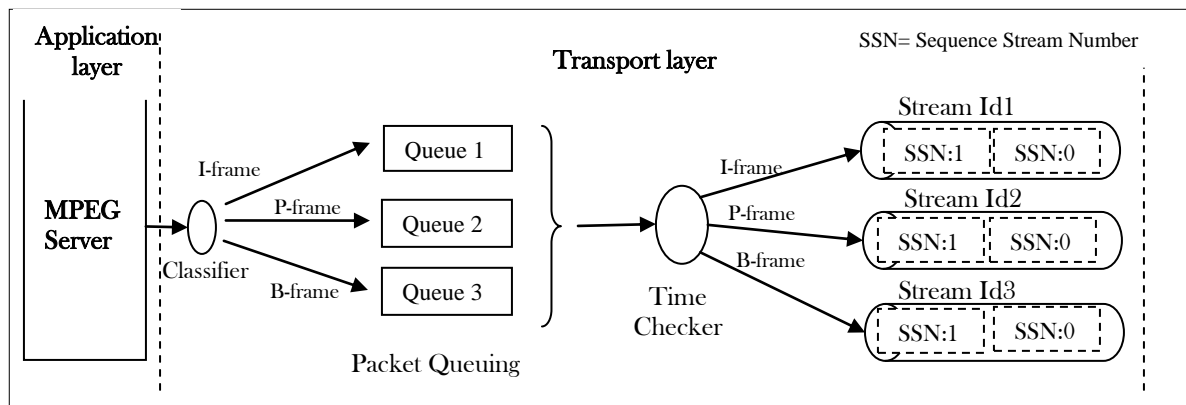 Application
layer
SSN= Sequence Stream Number
Transport layer
MPEG
Server
Classifier
I-frame
P-frame
B-frame
Queue 1
Queue 2
Queue 3
Packet Queuing
Time
Checker
I-frame
P-frame
B-frame
Stream Id1
SSN:1 SSN:0
Stream Id2
SSN:1 SSN:0
Stream Id3
SSN:1 SSN:0